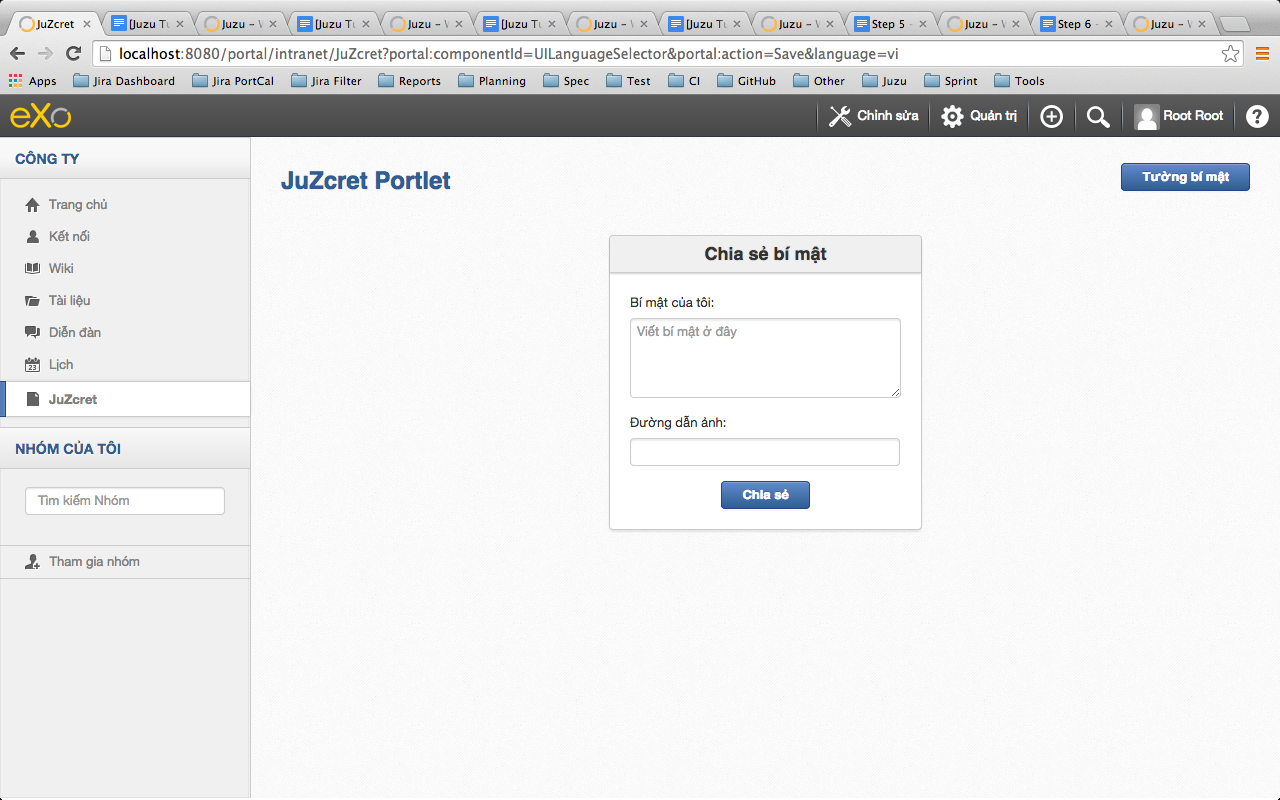 JuZcret [Juzu Tu Juzu – W [Juzu Tu Juzu – W [Juzu Tu Juzu – W [Juzu Tu Juzu – W Step 5 - Juzu – W Step 6 - Juzu – W
localhost:8080/portal/intranet/JuZcret?portal:componentId=UILanguageSelector&portal:action=Save&language=vi
Apps Jira Dashboard Jira PortCal Jira Filter Reports Planning Spec Test CI GitHub Other Juzu Sprint Tools
eXo Chỉnh sửa Quản trị Root Root ?
CÔNG TY
Trang chủ
Kết nối
Wiki
Tài liệu
Diễn đàn
23 Lịch
JuZcret
NHÓM CỦA TÔI
Tìm kiếm Nhóm
Tham gia nhóm
JuZcret Portlet
Tường bí mật
Chia sẻ bí mật
Bí mật của tôi:
Viết bí mật ở đây
Đường dẫn ảnh:
Chia sẻ